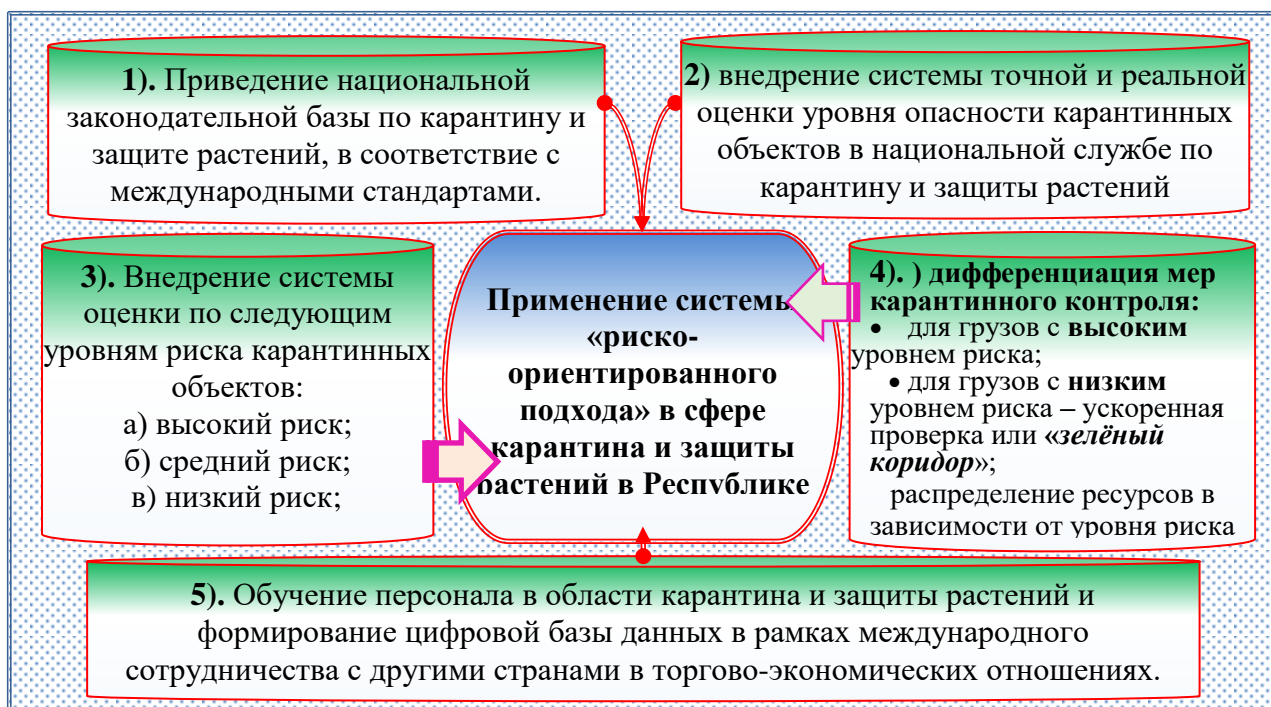 1). Приведение национальной
законодательной базы по карантину и
защите растений, в соответствие с
международными стандартами.
2) внедрение системы точной и реальной
оценки уровня опасности карантинных
объектов в национальной службе по
карантину и защиты растений
3). Внедрение системы
оценки по следующим
уровням риска карантинных
объектов:
а) высокий риск;
б) средний риск;
в) низкий риск;
Применение системы
«риско-
ориентированного
подхода» в сфере
карантина и защиты
растений в Республике
4). ) дифференциация мер
карантинного контроля:
• для грузов с высоким
уровнем риска;
• для грузов с низким
уровнем риска – ускоренная
проверка или «зелёный
коридор»;
распределение ресурсов в
зависимости от уровня риска
5). Обучение персонала в области карантина и защиты растений и
формирование цифровой базы данных в рамках международного
сотрудничества с другими странами в торгово-экономических отношениях.